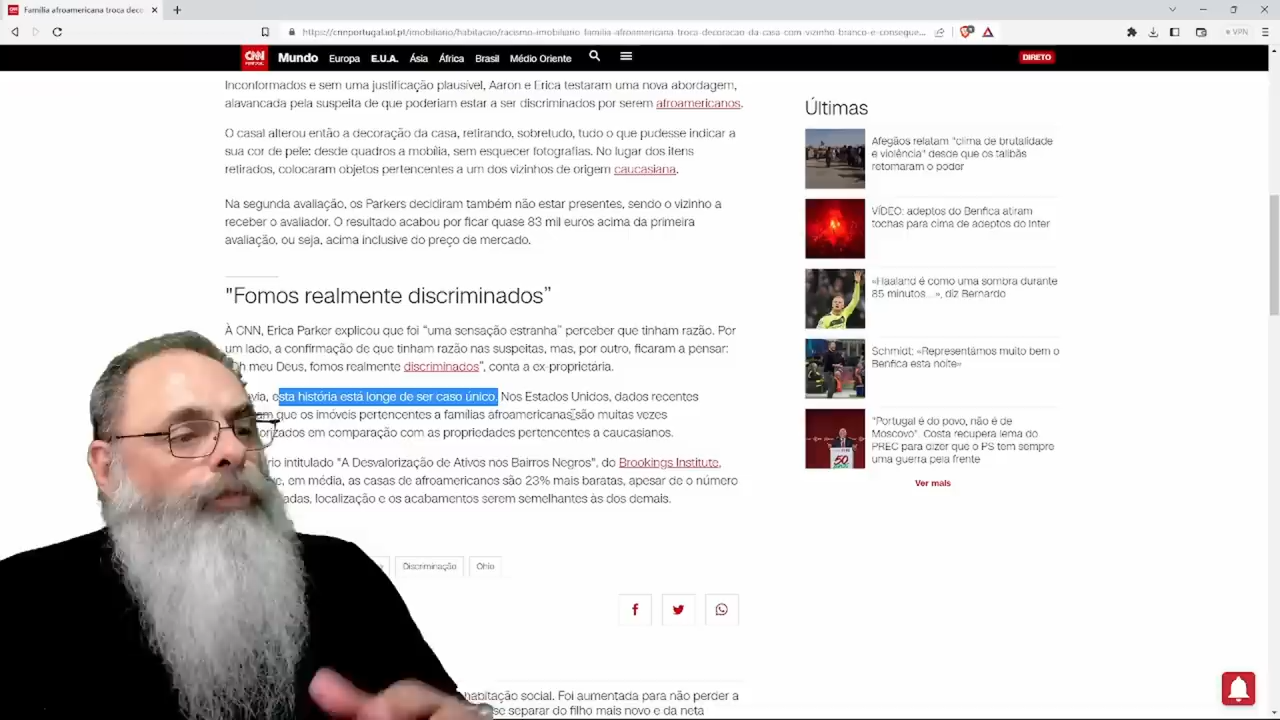 Família afroamericana troca deco
https://cnnportugal.iol.pt/imobiliario/habitacao/racismo-imobiliario-familia-afroamericana-troca-decoracao-da-casa-com-vizinho-branco-e-consegue...
VPN
CNN
PORTUGAL
Mundo Europa E.U.A. Ásia África Brasil Médio Oriente
DIRETO
Inconformados e sem uma justificação plausível, Aaron e Erica testaram uma nova abordagem,
alavancada pela suspeita de que poderiam estar a ser discriminados por serem afroamericanos.
O casal alterou então a decoração da casa, retirando, sobretudo, tudo o que pudesse indicar a
sua cor de pele: desde quadros a mobília, sem esquecer fotografias. No lugar dos itens
retirados, colocaram objetos pertencentes a um dos vizinhos de origem caucasiana.
Na segunda avaliação, os Parkers decidiram também não estar presentes, sendo o vizinho a
receber o avaliador. O resultado acabou por ficar quase 83 mil euros acima da primeira
avaliação, ou seja, acima inclusive do preço de mercado.
"Fomos realmente discriminados”
À CNN, Erica Parker explicou que foi “uma sensação estranha” perceber que tinham razão. Por
um lado, a confirmação de que tinham razão nas suspeitas, mas, por outro, ficaram a pensar:
meu Deus, fomos realmente discriminados”, conta a ex-proprietária.
esta história está longe de ser caso único. Nos Estados Unidos, dados recentes
que os imóveis pertencentes a famílias afroamericanas são muitas vezes
em comparação com as propriedades pertencentes a caucasianos.
intitulado "A Desvalorização de Ativos nos Bairros Negros", do Brookings Institute,
em média, as casas de afroamericanos são 23% mais baratas, apesar de o número
localização e os acabamentos serem semelhantes às dos demais.
Discriminação Ohio
habitação social. Foi aumentada para não perder a
se separar do filho mais novo e da neta
Últimas
Afegãos relatam "clima de brutalidade
e violência" desde que os talibãs
retomaram o poder
VÍDEO: adeptos do Benfica atiram
tochas para cima de adeptos do Inter
«Haaland é como uma sombra durante
85 minutos...», diz Bernardo
Schmidt: «Representámos muito bem o
Benfica esta noite»
"Portugal é do povo, não é de
Moscovo". Costa recupera lema do
PREC para dizer que o PS tem sempre
uma guerra pela frente
50
Ver mais